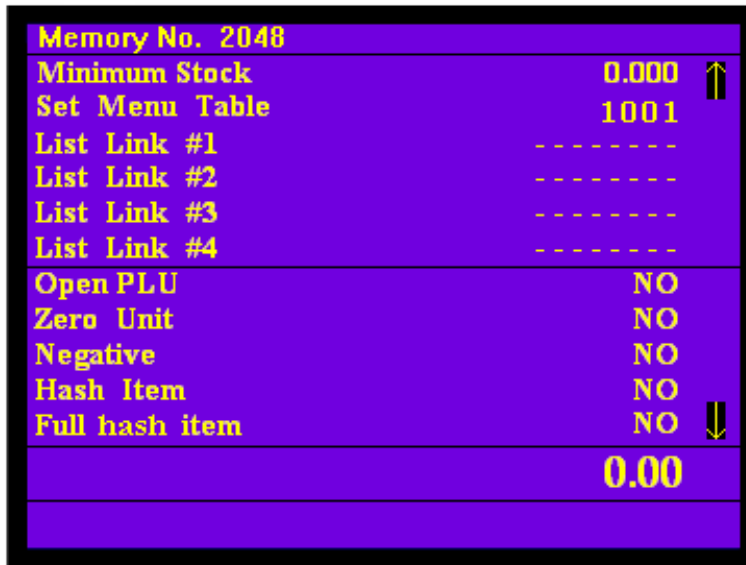 Memory No. 2048
Minimum Stock 0.000
Set Menu Table 1001
List Link #1 --------
List Link #2 --------
List Link #3 --------
List Link #4 --------
Open PLU NO
Zero Unit NO
Negative NO
Hash Item NO
Full hash item NO
0.00